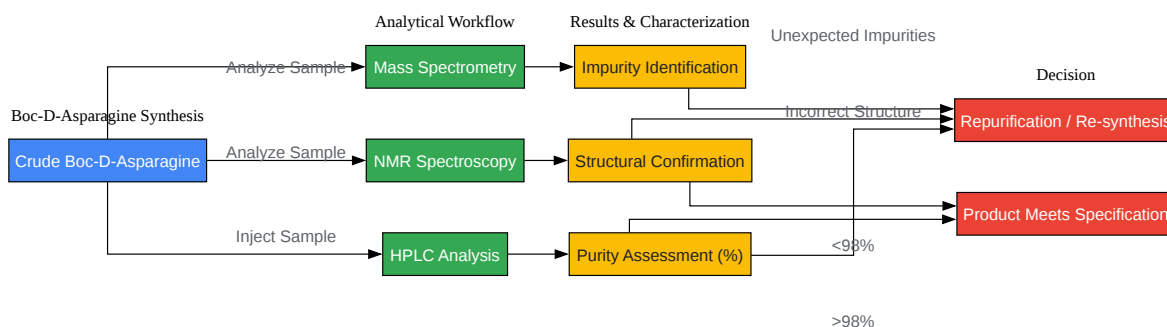 Analytical Workflow
Results & Characterization
Unexpected Impurities
Analyze Sample
Mass Spectrometry
Impurity Identification
Decision
Boc-D-Asparagine Synthesis
Incorrect Structure
Repurification / Re-synthesis
Crude Boc-D-Asparagine
Analyze Sample
NMR Spectroscopy
Structural Confirmation
Product Meets Specification
Inject Sample
HPLC Analysis
Purity Assessment (%)
<98%
>98%